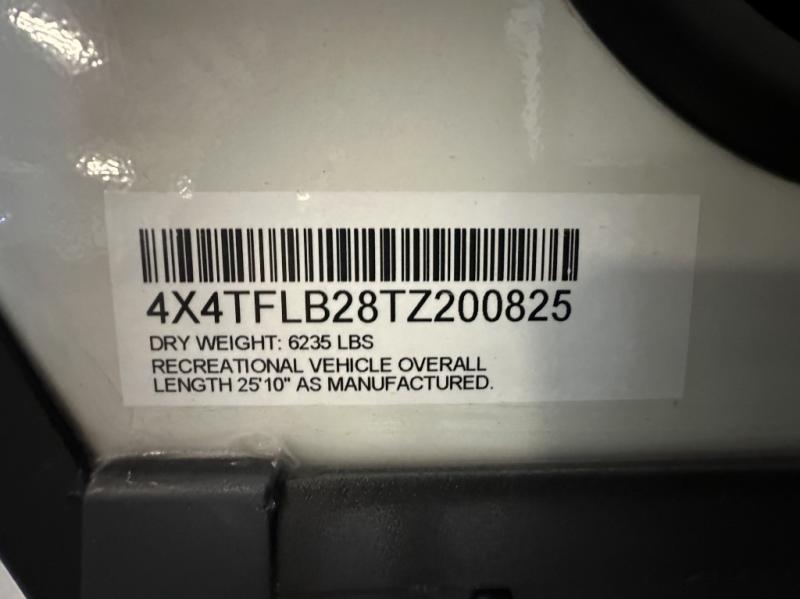 4X4TFLB28TZ200825
DRY WEIGHT: 6235 LBS
RECREATIONAL VEHICLE OVERALL
LENGTH 25'10" AS MANUFACTURED.